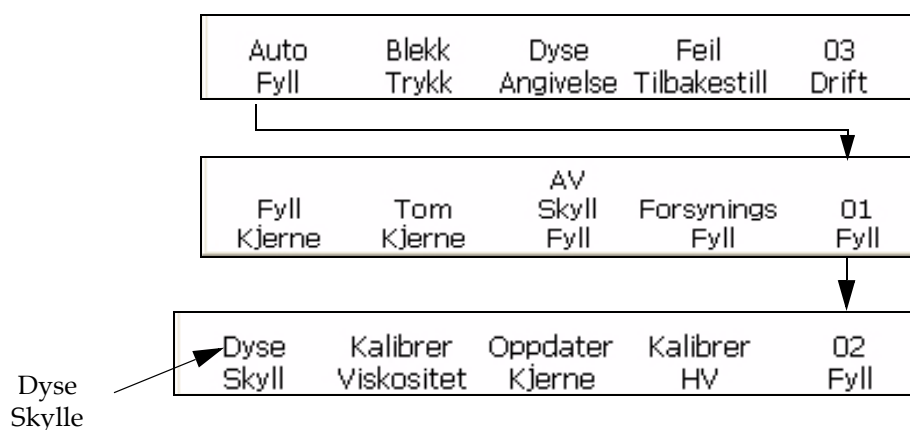 Auto Blekk Dyse Feil 03
Fyll Trykk Angivelse Tilbakestill Drift
AV
Fyll Tom Skyll Forsynings 01
Kjerne Kjerne Fyll Fyll Fyll
Dyse Kalibrer Oppdater Kalibrer 02
Skyll Viskositet Kjerne HV Fyll
Dyse
Skylle